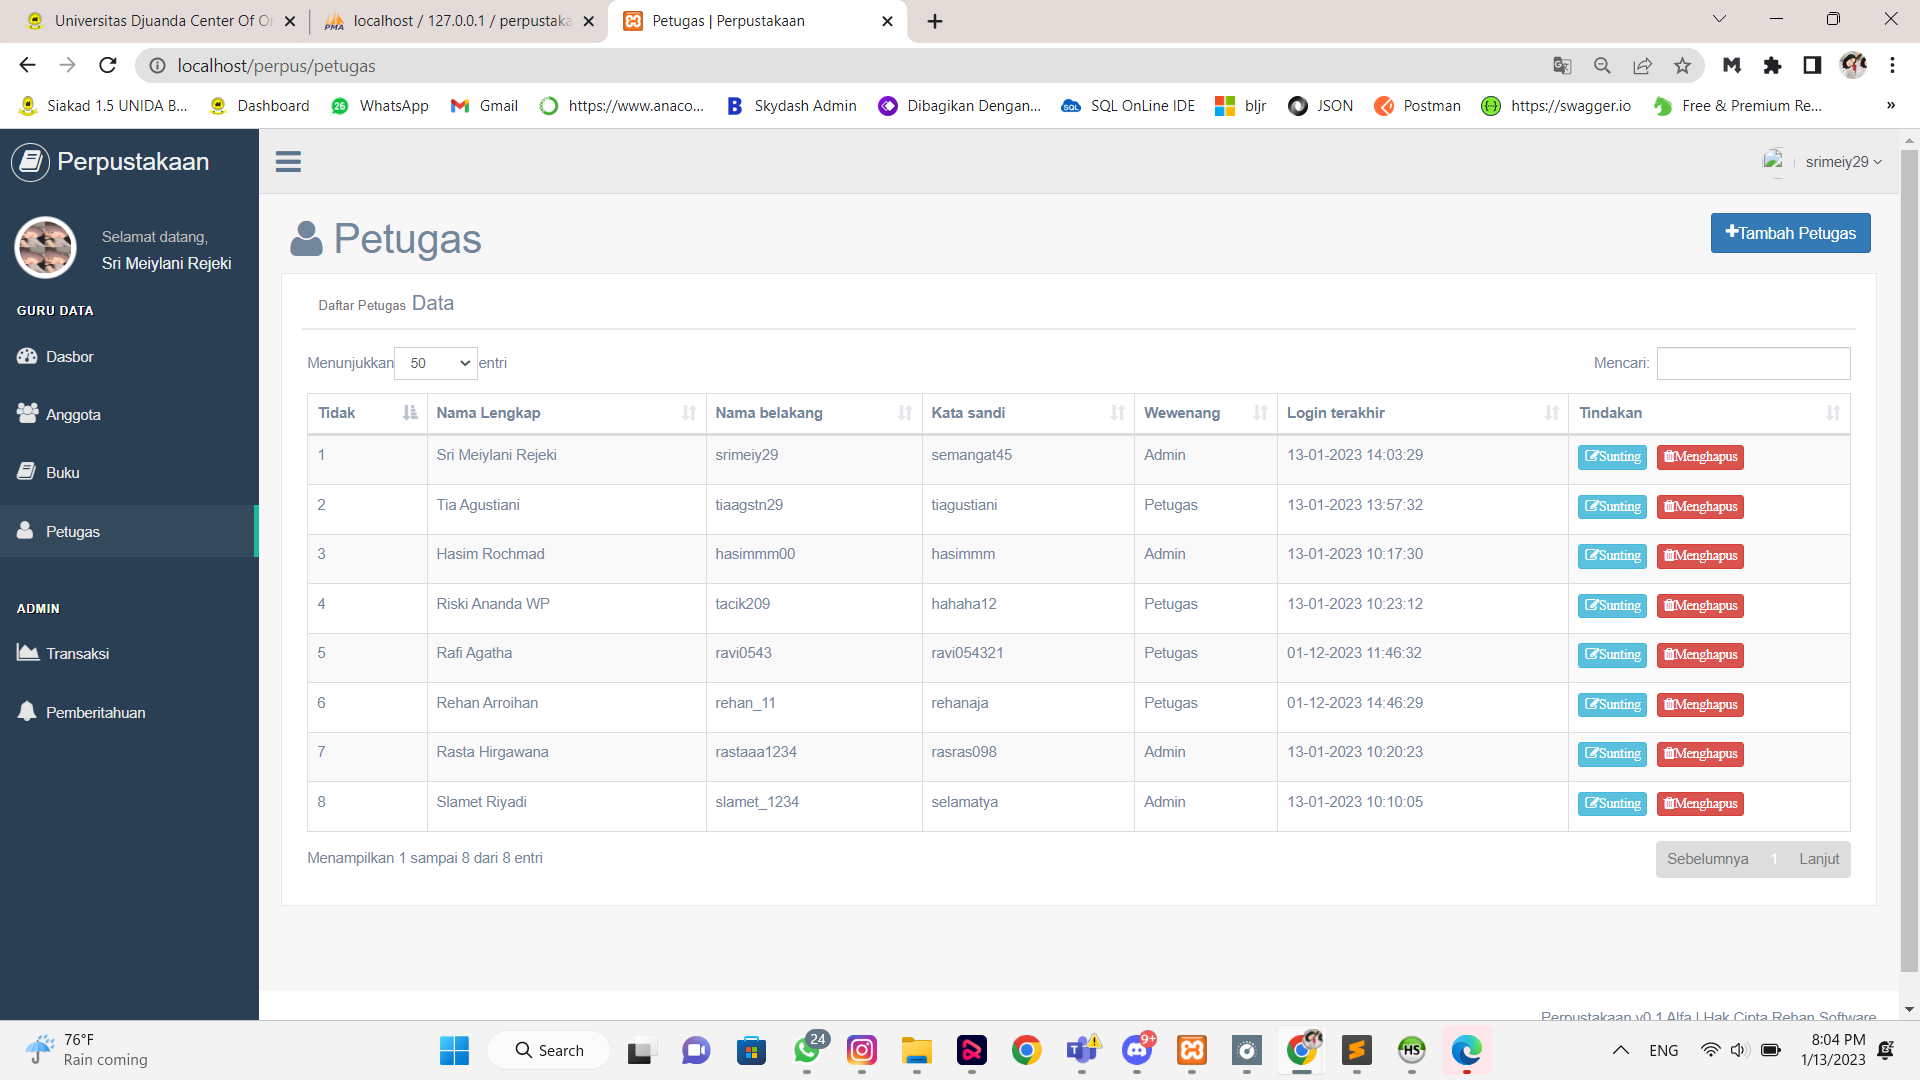 Universitas Djuanda Center Of Or
localhost / 127.0.0.1 / perpustaka
Petugas | Perpustakaan
localhost/perpus/petugas
Siakad 1.5 UNIDA B...
Dashboard
WhatsApp
Gmail
https://www.anaco...
Skydash Admin
Dibagikan Dengan...
SQL OnLine IDE
bljr
JSON
Postman
https://swagger.io
Free & Premium Re...
»
Perpustakaan
srimeiy29
Selamat datang,
Sri Meiylani Rejeki
GURU DATA
Dasbor
Anggota
Buku
Petugas
ADMIN
Transaksi
Pemberitahuan
Petugas
Tambah Petugas
Daftar Petugas Data
Menunjukkan 50 entri
Mencari:
Tidak Nama Lengkap Nama belakang Kata sandi Wewenang Login terakhir Tindakan
1 Sri Meiylani Rejeki srimeiy29 semangat45 Admin 13-01-2023 14:03:29 Sunting Menghapus
2 Tia Agustiani tiaagstn29 tiagustiani Petugas 13-01-2023 13:57:32 Sunting Menghapus
3 Hasim Rochmad hasimmm00 hasimmm Admin 13-01-2023 10:17:30 Sunting Menghapus
4 Riski Ananda WP tacik209 hahaha12 Petugas 13-01-2023 10:23:12 Sunting Menghapus
5 Rafi Agatha ravi0543 ravi054321 Petugas 01-12-2023 11:46:32 Sunting Menghapus
6 Rehan Arroihan rehan_11 rehanaja Petugas 01-12-2023 14:46:29 Sunting Menghapus
7 Rasta Hirgawana rastaaa1234 rasras098 Admin 13-01-2023 10:20:23 Sunting Menghapus
8 Slamet Riyadi slamet_1234 selamatya Admin 13-01-2023 10:10:05 Sunting Menghapus
Menampilkan 1 sampai 8 dari 8 entri
Sebelumnya 1 Lanjut
Perpustakaan v0.1 Alfa | Hak Cipta Rehan Software
76°F
Rain coming
Search
24
9+
HS
ENG
8:04 PM
1/13/2023